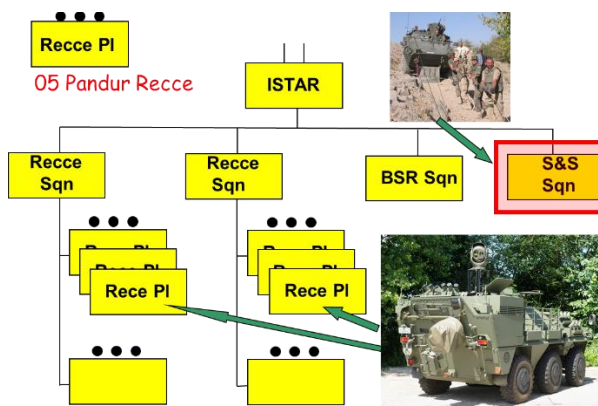 Recce Pl
05 Pandur Recce
ISTAR
Recce
Sqn
Recce
Sqn
BSR Sqn
S&S
Sqn
Rece Pl
Rece Pl